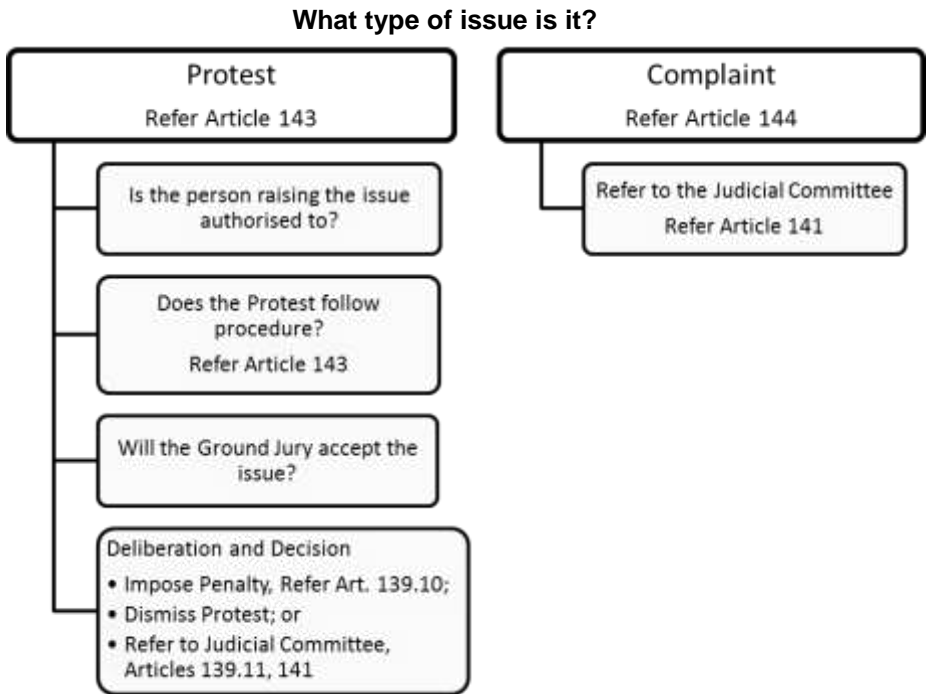 What type of issue is it?
Protest
Refer Article 143
Is the person raising the issue
authorised to?
Does the Protest follow
procedure?
Refer Article 143
Will the Ground Jury accept the
issue?
Deliberation and Decision
• Impose Penalty, Refer Art. 139.10;
• Dismiss Protest; or
• Refer to Judicial Committee,
Articles 139.11, 141
Complaint
Refer Article 144
Refer to the Judicial Committee
Refer Article 141